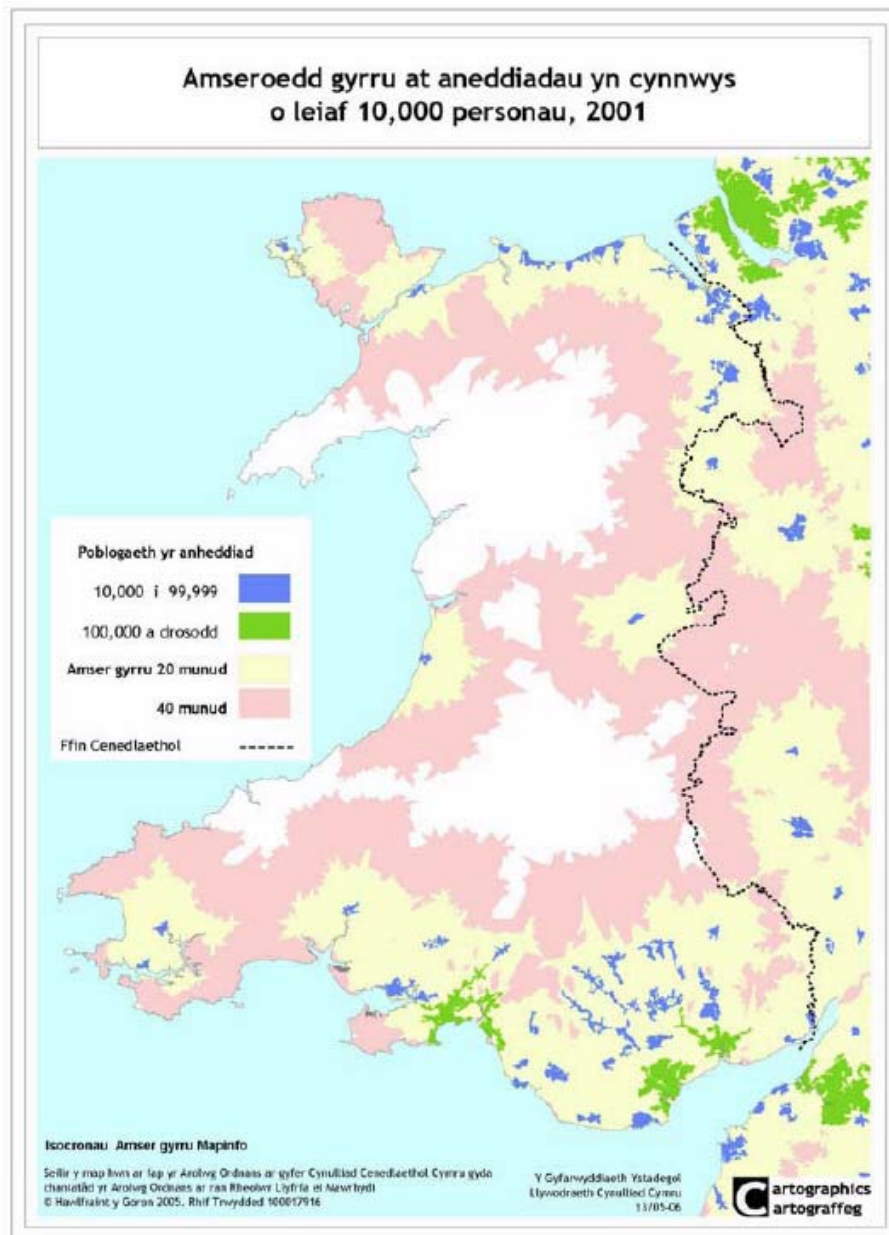 Amseroedd gyrru at aneddiadau yn cynnwys
o leiaf 10,000 personau, 2001
Poblogaeth yr anheddiad
10,000 i 99,999
100,000 a drosodd
Amser gyrru 20 munud
40 munud
Ffin Cenedlaethol
Isocronau Amser gyrru Mapinfo
Seilir y map hwn ar fap yr Arolwg Ordnans ar gyfer Cynulliad Cenedlaethol Cymru gyda
chaniatâd yr Arolwg Ordnans ar ran Rheolwr Llyfrfa ei Mawrhydi
© Hawlfraint y Goron 2005. Rhif Trwydded 100017916
Y Gyfarwyddiaeth Ystadegol
Llywodraeth Cynulliad Cymru
13/05-06
Cartographics
artograffeg